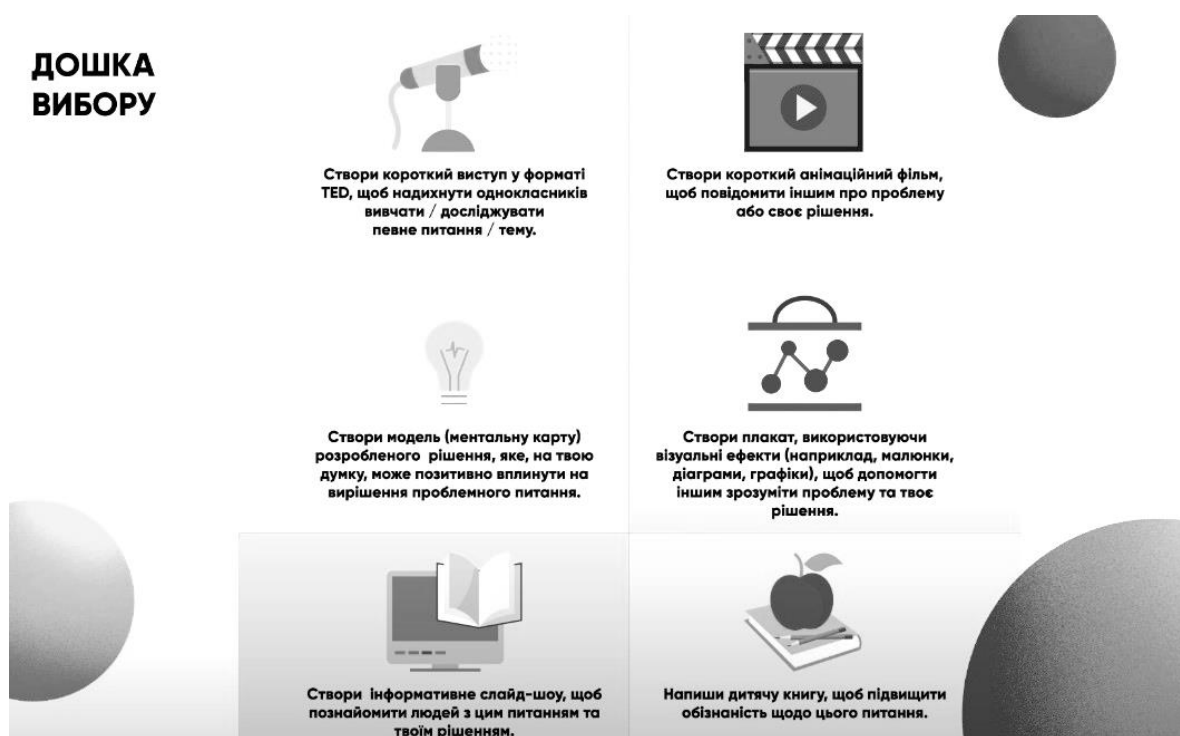 ДОШКА
ВИБОРУ
Створи короткий виступ у форматі
TED, щоб надихнути однокласників
вивчати / досліджувати
певне питання / тему.
Створи короткий анімаційний фільм,
щоб повідомити іншим про проблему
або своє рішення.
Створи модель (ментальну карту)
розробленого рішення, яке, на твою
думку, може позитивно вплинути на
вирішення проблемного питання.
Створи плакат, використовуючи
візуальні ефекти (наприклад, малюнки,
діаграми, графіки), щоб допомогти
іншим зрозуміти проблему та твоє
рішення.
Створи інформативне слайд-шоу, щоб
познайомити людей з цим питанням та
твоїм рішенням.
Напиши дитячу книгу, щоб підвищити
обізнаність щодо цього питання.